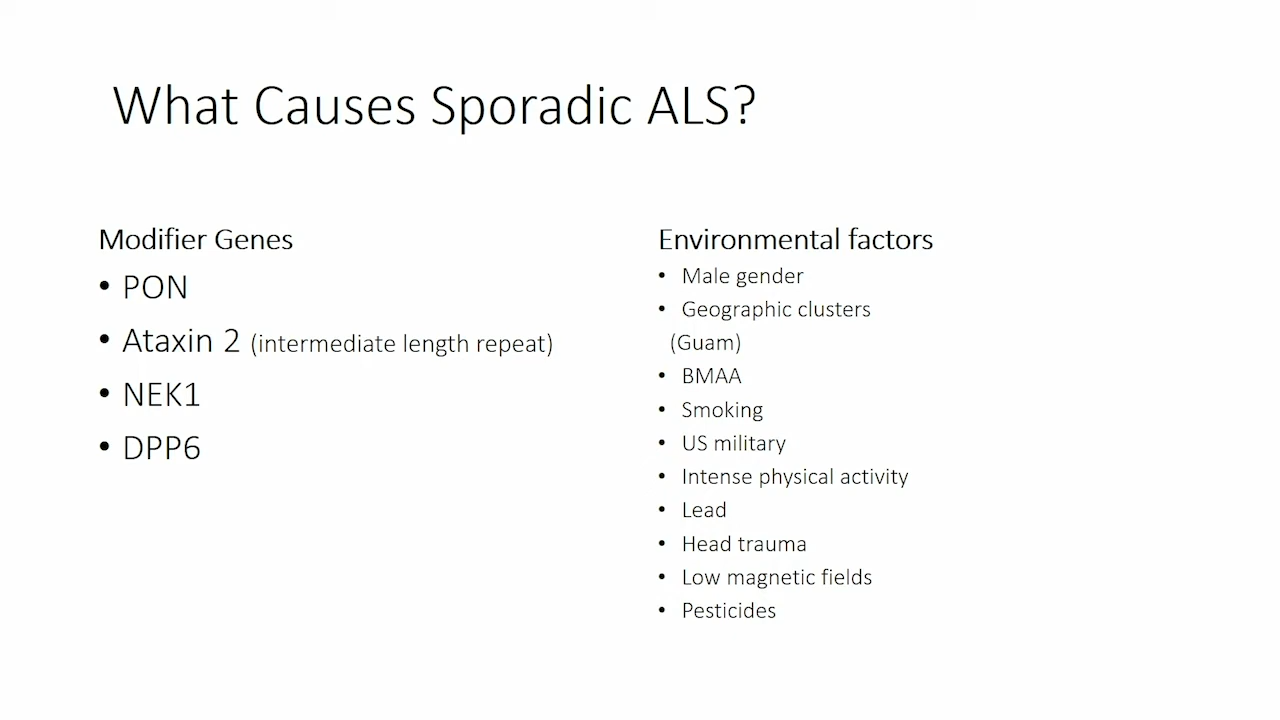 What Causes Sporadic ALS?
Modifier Genes
• PON
• Ataxin 2 (intermediate length repeat)
• NEK1
• DPP6
Environmental factors
• Male gender
• Geographic clusters
(Guam)
• BMAA
• Smoking
• US military
• Intense physical activity
• Lead
• Head trauma
• Low magnetic fields
• Pesticides